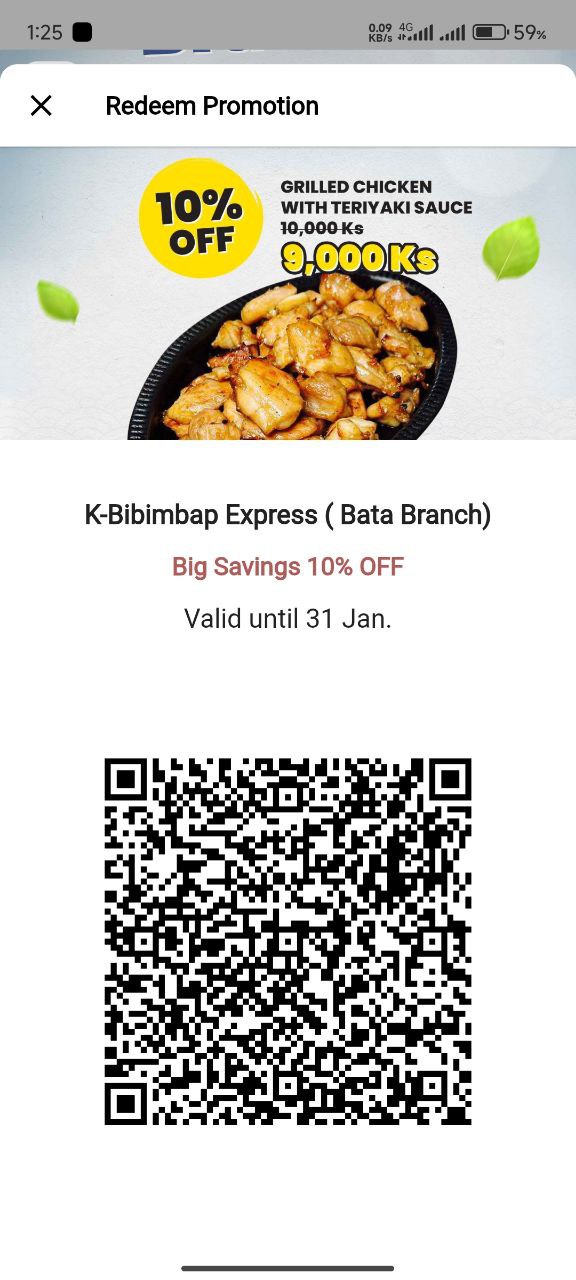 1:25
0.09
KB/s
4G
59%
Redeem Promotion
10%
OFF
GRILLED CHICKEN
WITH TERIYAKI SAUCE
10,000 Ks
9,000 Ks
K-Bibimbap Express ( Bata Branch)
Big Savings 10% OFF
Valid until 31 Jan.